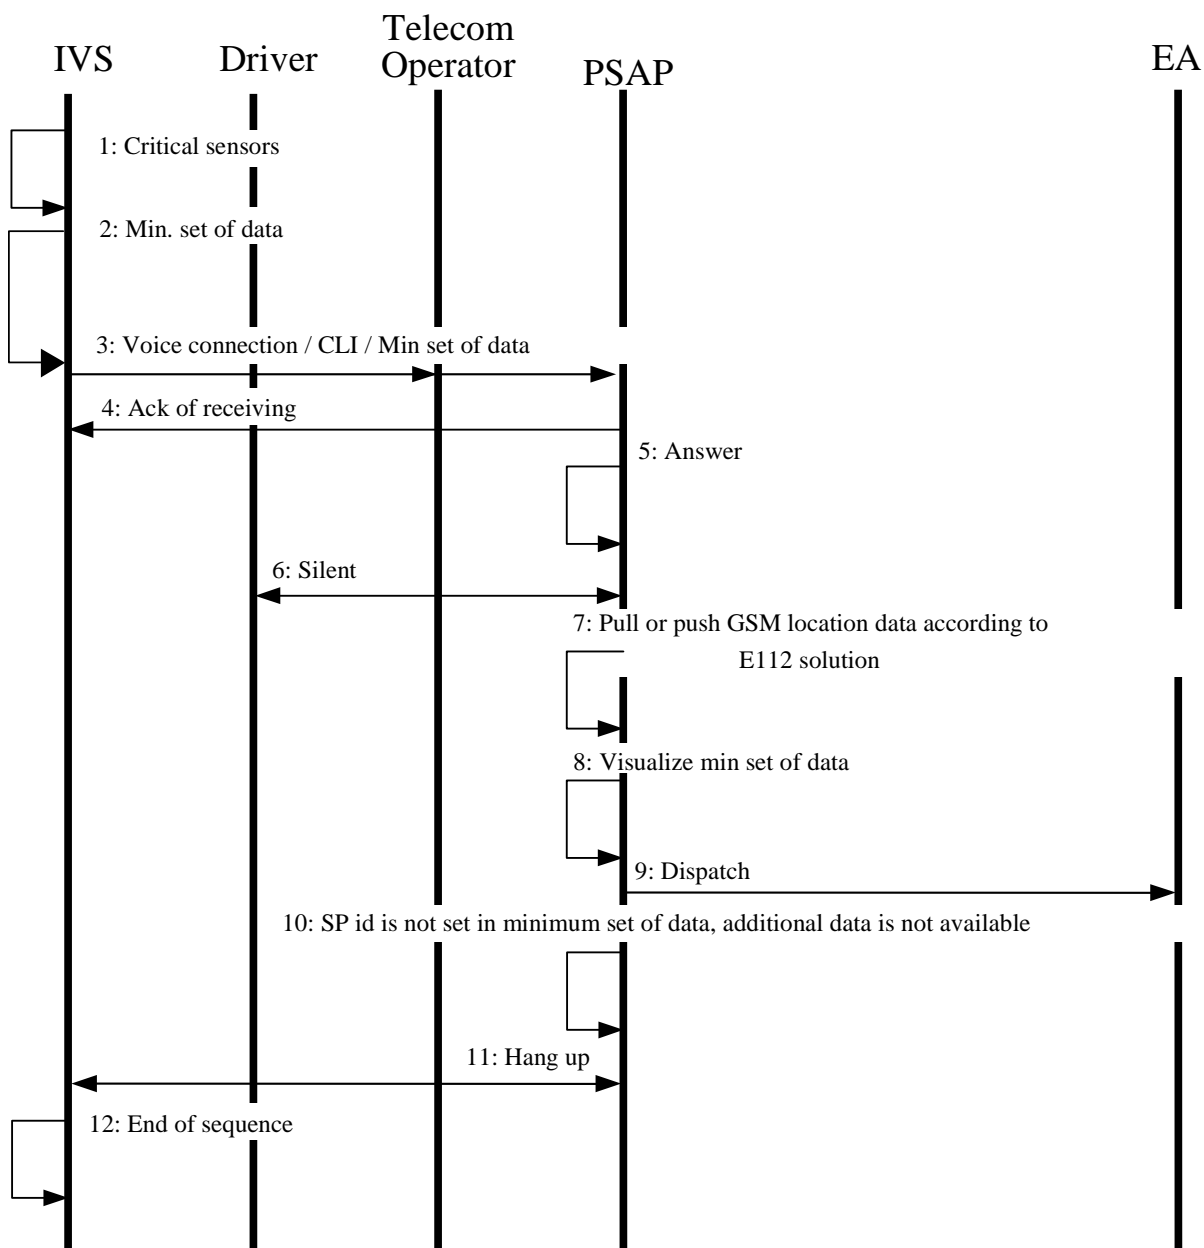 IVS
Driver
Telecom
Operator
PSAP
EA
1: Critical sensors
2: Min. set of data
3: Voice connection / CLI / Min set of data
4: Ack of receiving
5: Answer
6: Silent
7: Pull or push GSM location data according to
E112 solution
8: Visualize min set of data
9: Dispatch
10: SP id is not set in minimum set of data, additional data is not available
11: Hang up
12: End of sequence